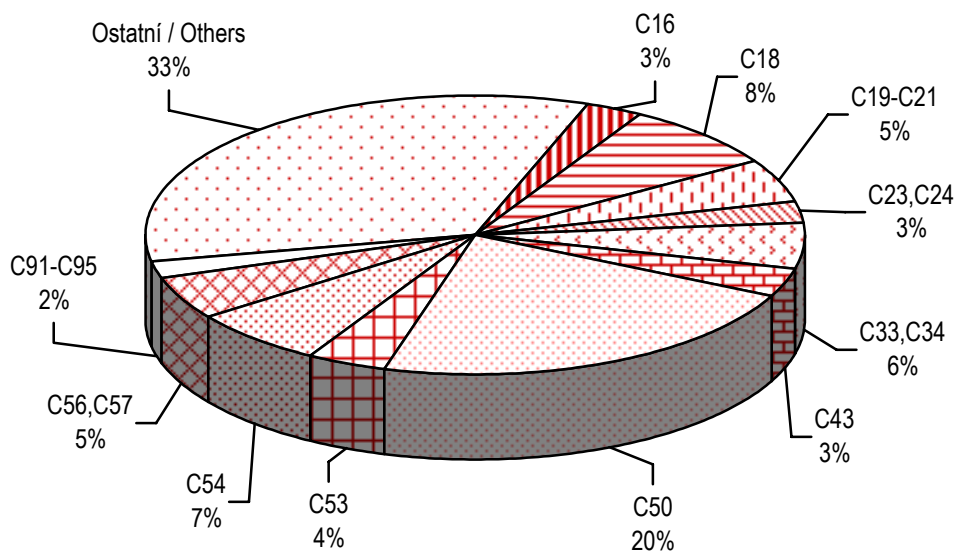 Ostatní / Others
33%
C16
3%
C18
8%
C19-C21
5%
C23,C24
3%
C33,C34
6%
C43
3%
C50
20%
C53
4%
C54
7%
C56,C57
5%
C91-C95
2%